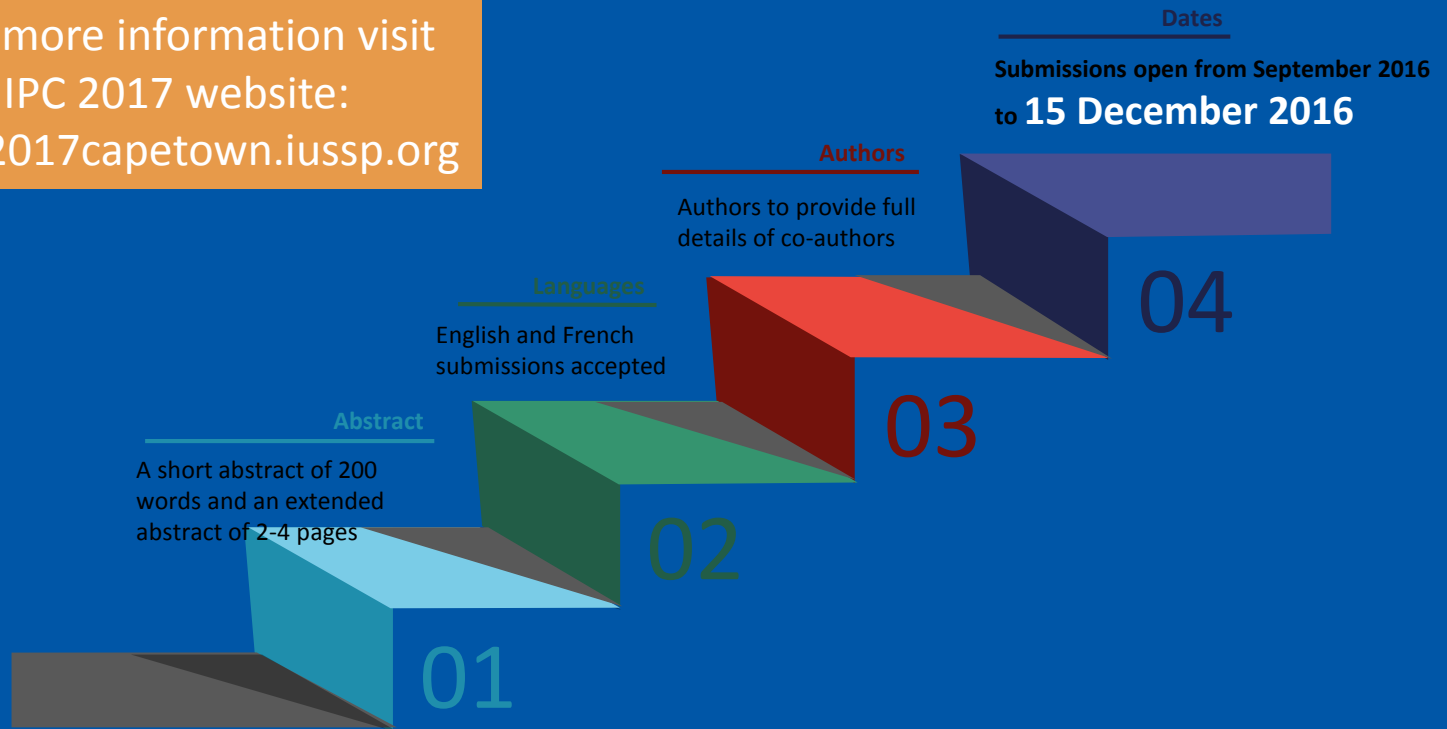 more information visit
IPC 2017 website:
2017capetown.iussp.org
Dates
Submissions open from September 2016
to 15 December 2016
Authors
Authors to provide full
details of co-authors
04
Languages
English and French
submissions accepted
03
Abstract
A short abstract of 200
words and an extended
abstract of 2-4 pages
02
01